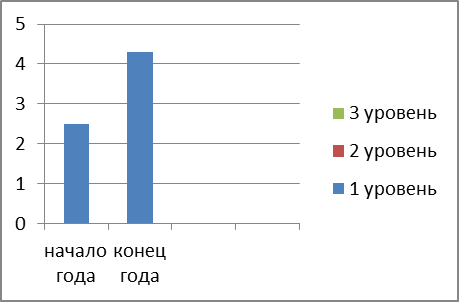 5
4
3
2
1
0
начало
года
конец
года
3 уровень
2 уровень
1 уровень